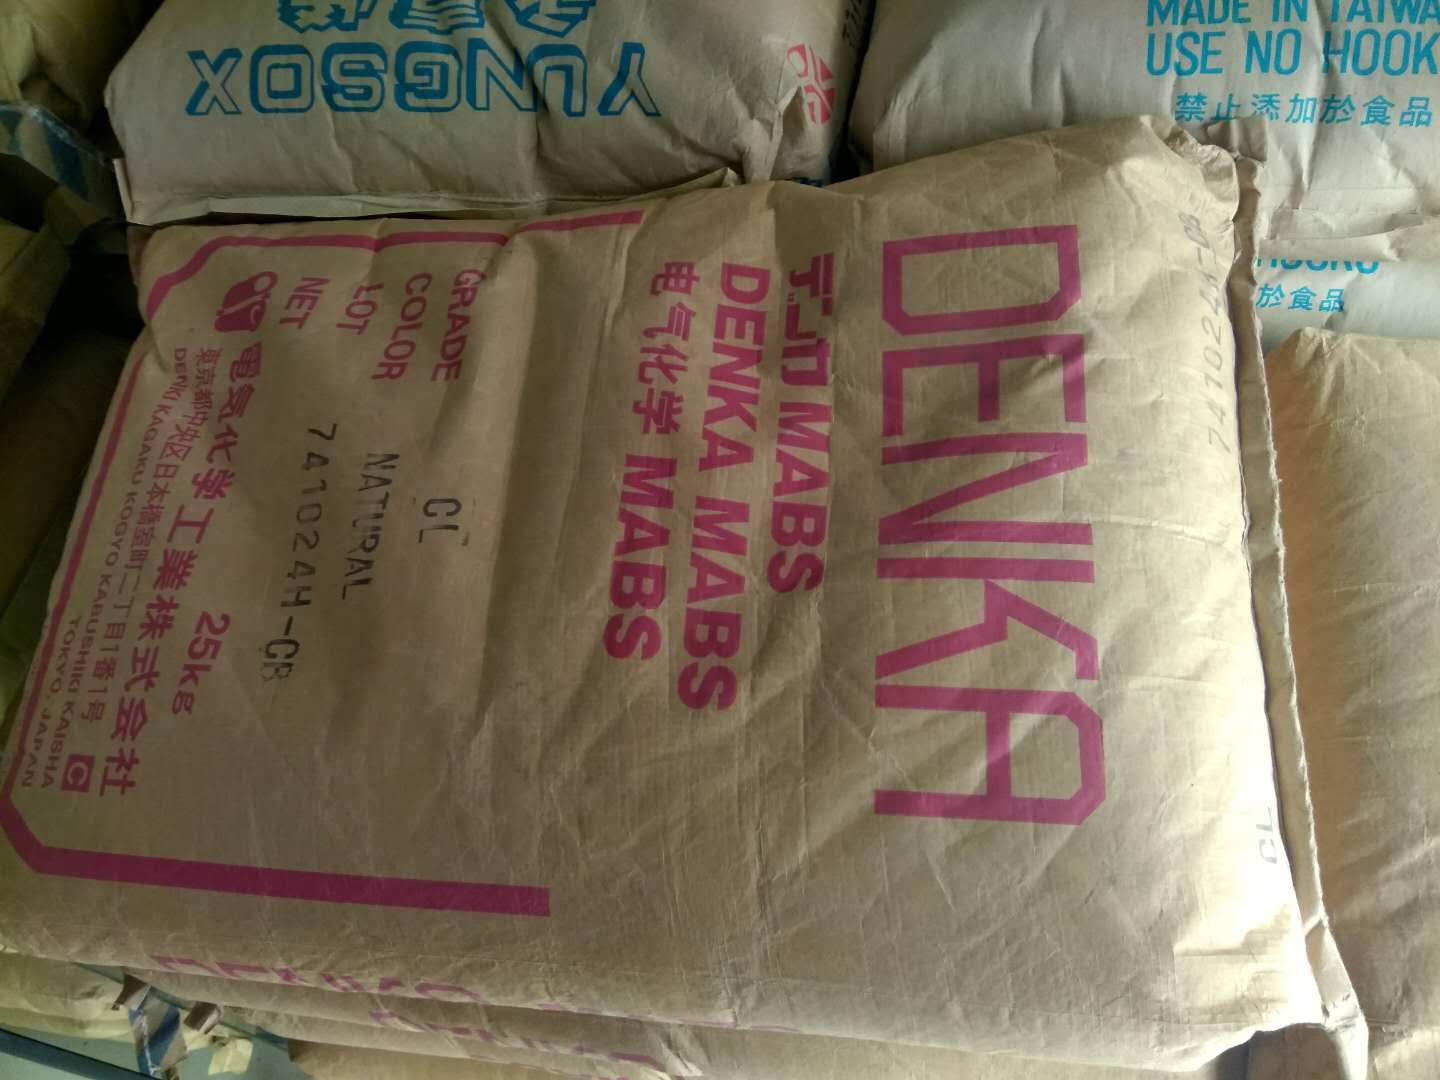 DENKA
デンカ MABS
DENKA MABS
电气化学 MABS
GRADE CL
COLOR NATURAL
LOT 741024H-CB
NET 25kg
電気化学工業株式会社
東京都中央区日本橋室町二丁目1番1号
DENKI KAGAKU KOGYO KABUSHIKI KAISHA
TOKYO, JAPAN
C
CL
YUNGSOX
MADE IN TAIWA
USE NO HOOK
禁止添加於食品
HOOKS
於食品